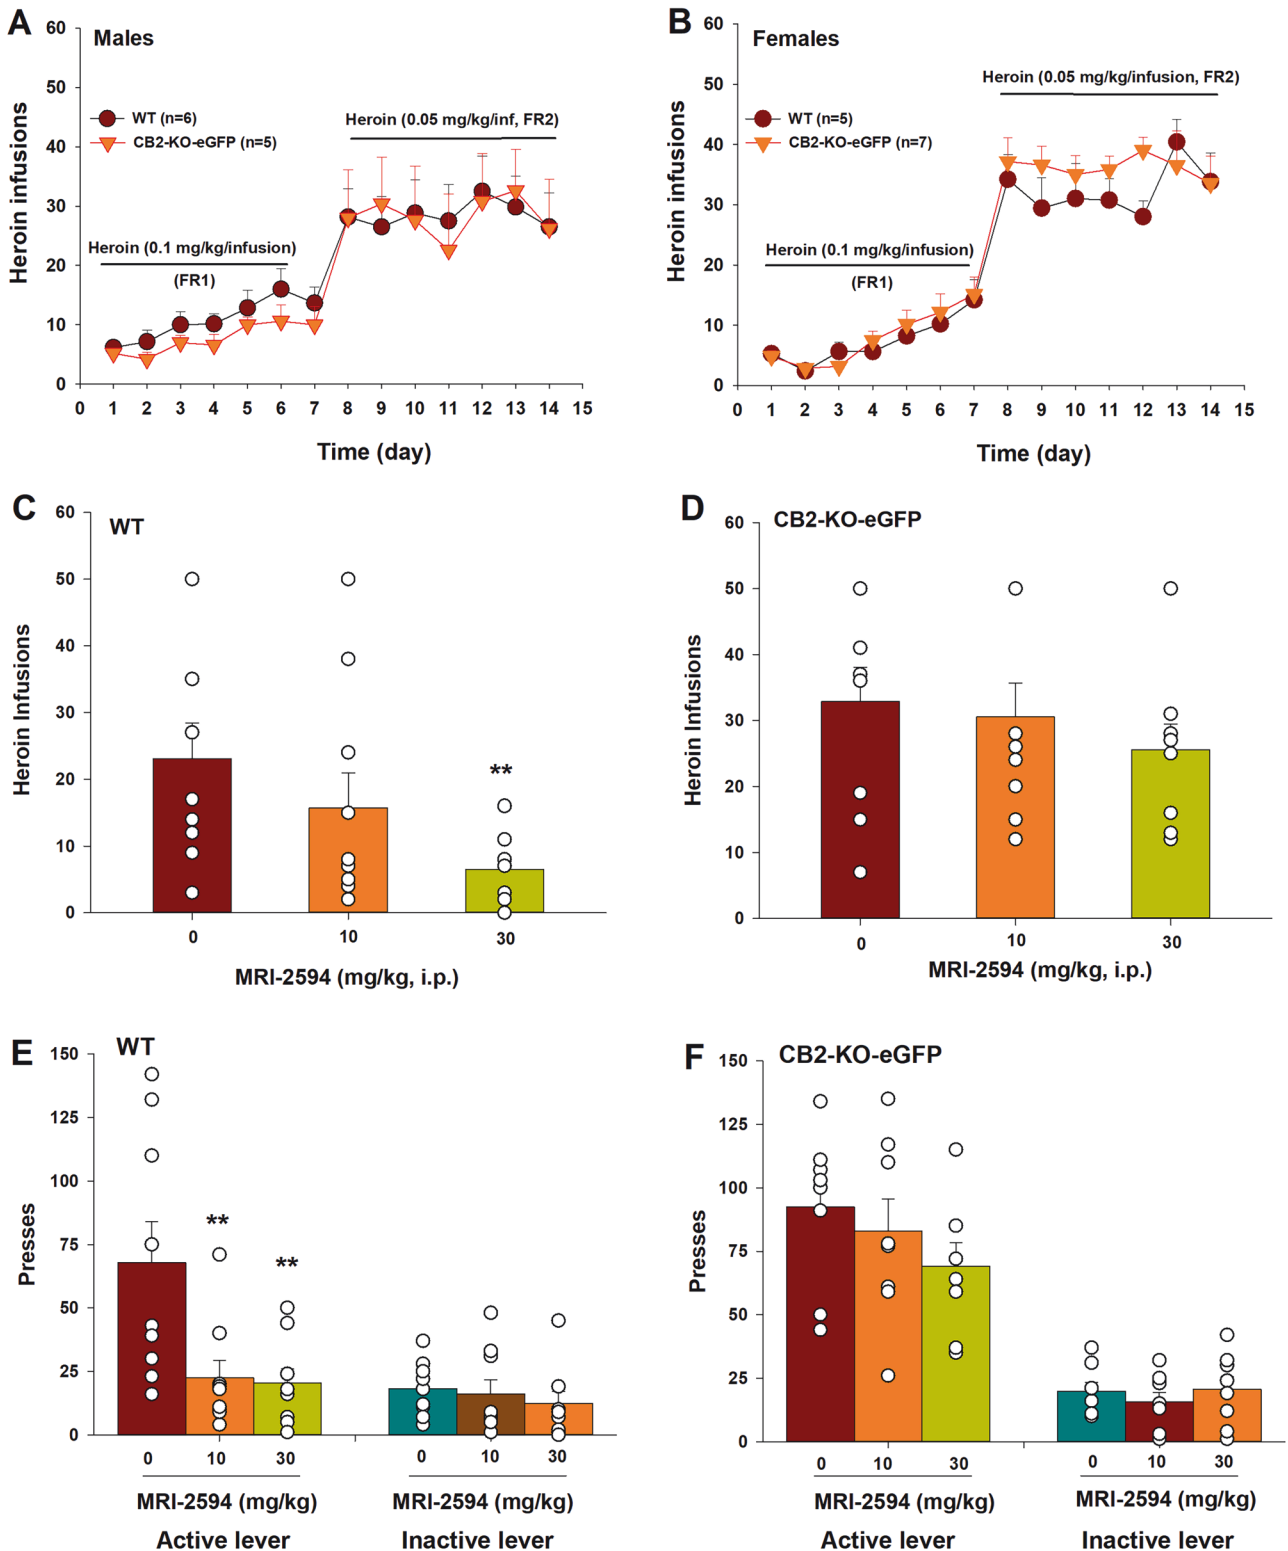 A
Males
60
50
40
30
20
10
0
Heroin infusions
WT (n=6)
CB2-KO-eGFP (n=5)
Heroin (0.05 mg/kg/inf, FR2)
Heroin (0.1 mg/kg/infusion)
(FR1)
0 1 2 3 4 5 6 7 8 9 10 11 12 13 14 15
Time (day)
B
Females
60
50
40
30
20
10
0
Heroin infusions
Heroin (0.05 mg/kg/infusion, FR2)
WT (n=5)
CB2-KO-eGFP (n=7)
Heroin (0.1 mg/kg/infusion)
(FR1)
0 1 2 3 4 5 6 7 8 9 10 11 12 13 14 15
Time (day)
C
WT
60
50
40
30
20
10
0
Heroin Infusions
**
0 10 30
MRI-2594 (mg/kg, i.p.)
D
CB2-KO-eGFP
60
50
40
30
20
10
0
Heroin Infusions
0 10 30
MRI-2594 (mg/kg, i.p.)
E
WT
150
125
100
75
50
25
0
Presses
**
**
0 10 30 0 10 30
MRI-2594 (mg/kg) MRI-2594 (mg/kg)
Active lever Inactive lever
F
CB2-KO-eGFP
150
125
100
75
50
25
0
Presses
0 10 30 0 10 30
MRI-2594 (mg/kg) MRI-2594 (mg/kg)
Active lever Inactive lever